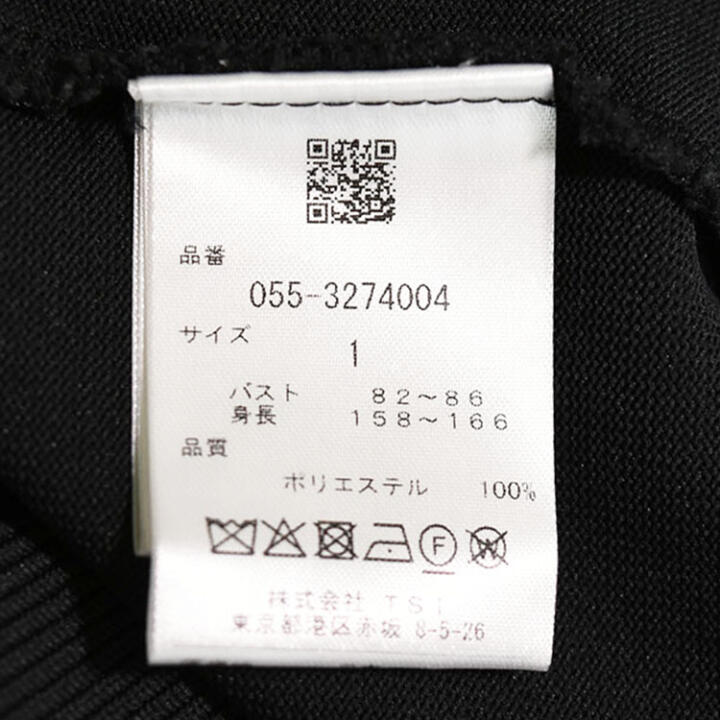 品番
055-3274004
サイズ
1
バスト 82～86
身長 158～166
品質
ポリエステル 100%
F
W
株式会社 TSI
東京都港区赤坂 8-5-26